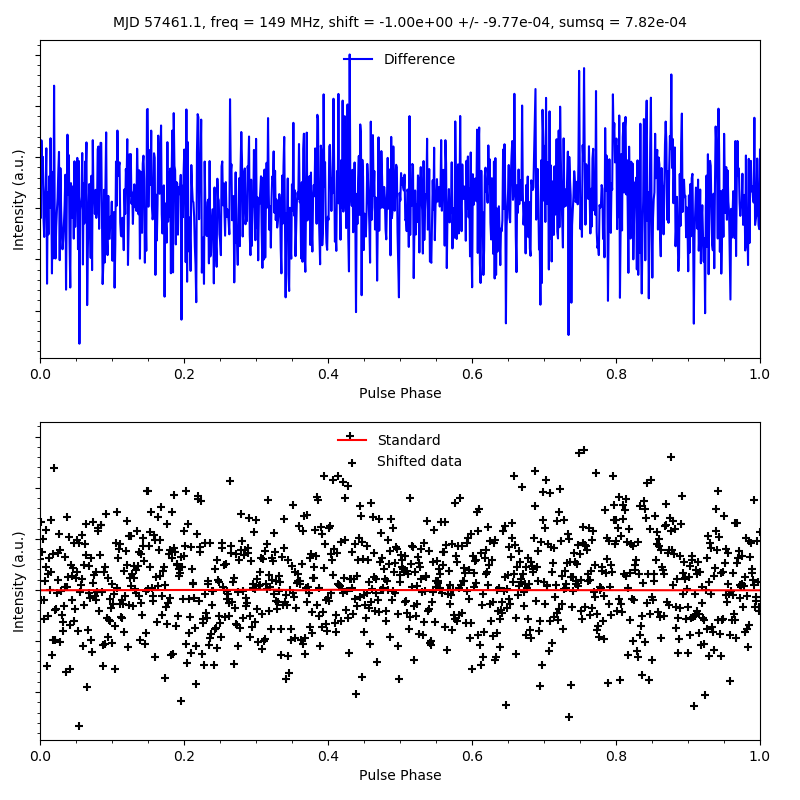 MJD 57461.1, freq = 149 MHz, shift = -1.00e+00 +/- -9.77e-04, sumsq = 7.82e-04
Difference
Intensity (a.u.)
0.0 0.2 0.4 0.6 0.8 1.0
Pulse Phase
Standard
Shifted data
Intensity (a.u.)
0.0 0.2 0.4 0.6 0.8 1.0
Pulse Phase